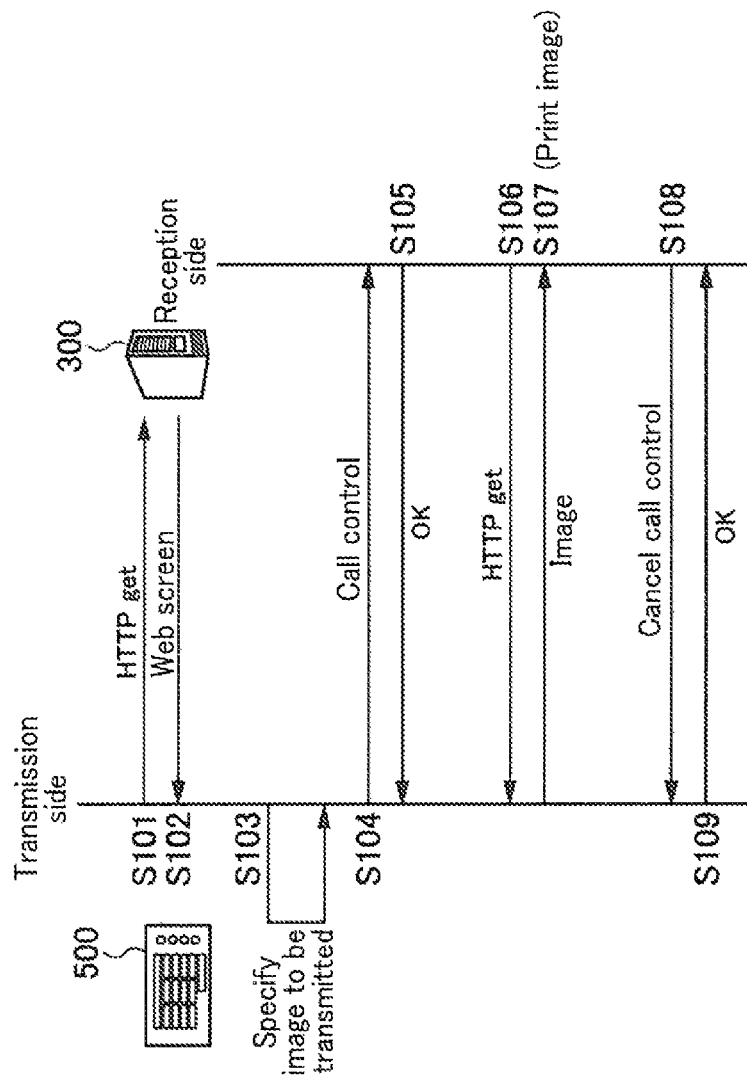 Transmission
side
500
300
Reception
side
S101
HTTP get
S102
Web screen
S103
Specify
image to be
transmitted
S104
Call control
OK
S105
HTTP get
S106
Image
S107 (Print image)
Cancel call control
S108
S109
OK